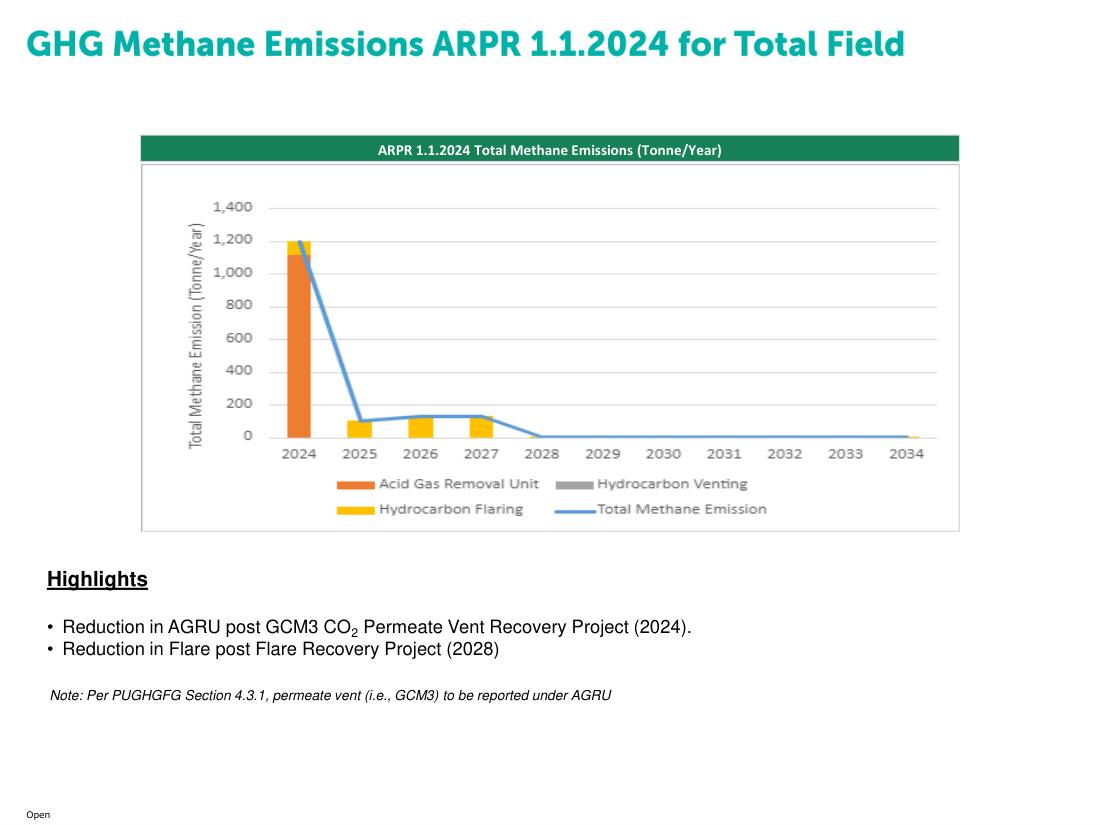 GHG Methane Emissions ARPR 1.1.2024 for Total Field
ARPR 1.1.2024 Total Methane Emissions (Tonne/Year)
Total Methane Emission (Tonne/Year)
1,400
1,200
1,000
800
600
400
200
0
2024 2025 2026 2027 2028 2029 2030 2031 2032 2033 2034
Acid Gas Removal Unit Hydrocarbon Venting
Hydrocarbon Flaring Total Methane Emission
Highlights
• Reduction in AGRU post GCM3 CO₂ Permeate Vent Recovery Project (2024).
• Reduction in Flare post Flare Recovery Project (2028)
Note: Per PUGHGFG Section 4.3.1, permeate vent (i.e., GCM3) to be reported under AGRU
Open